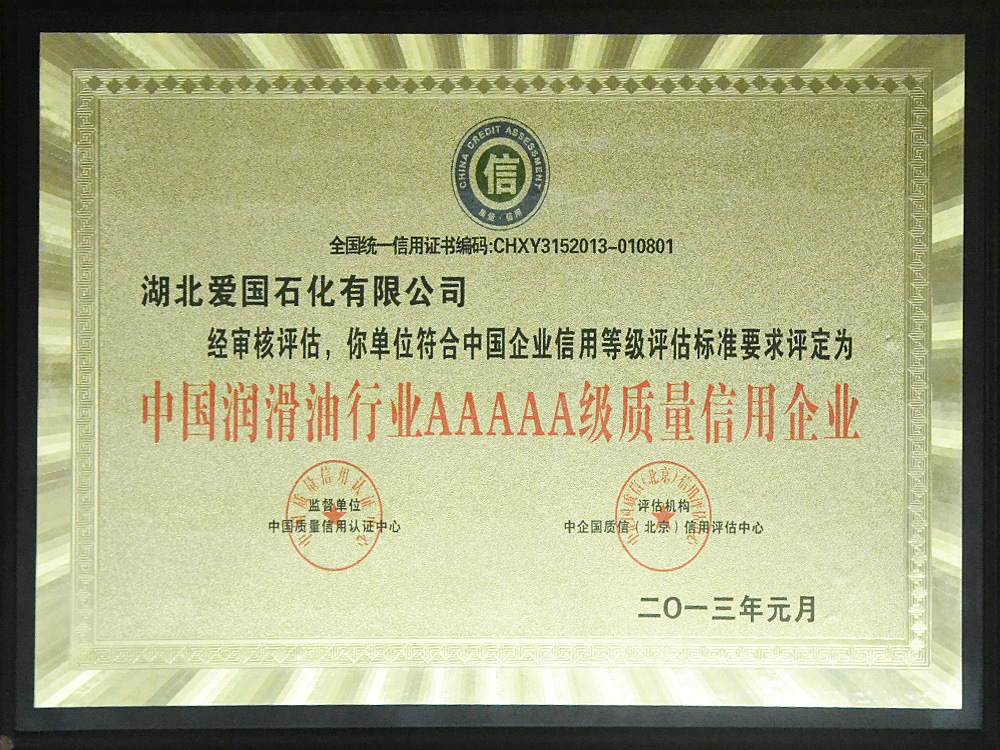 CHINA CREDIT ASSESSMENT
信
质量·信用
全国统一信用证书编码:CHXY3152013-010801
湖北爱国石化有限公司
经审核评估，你单位符合中国企业信用等级评估标准要求评定为
中国润滑油行业AAAAA级质量信用企业
监督单位
中国质量信用认证中心
评估机构
中企国质信（北京）信用评估中心
二〇一三年元月